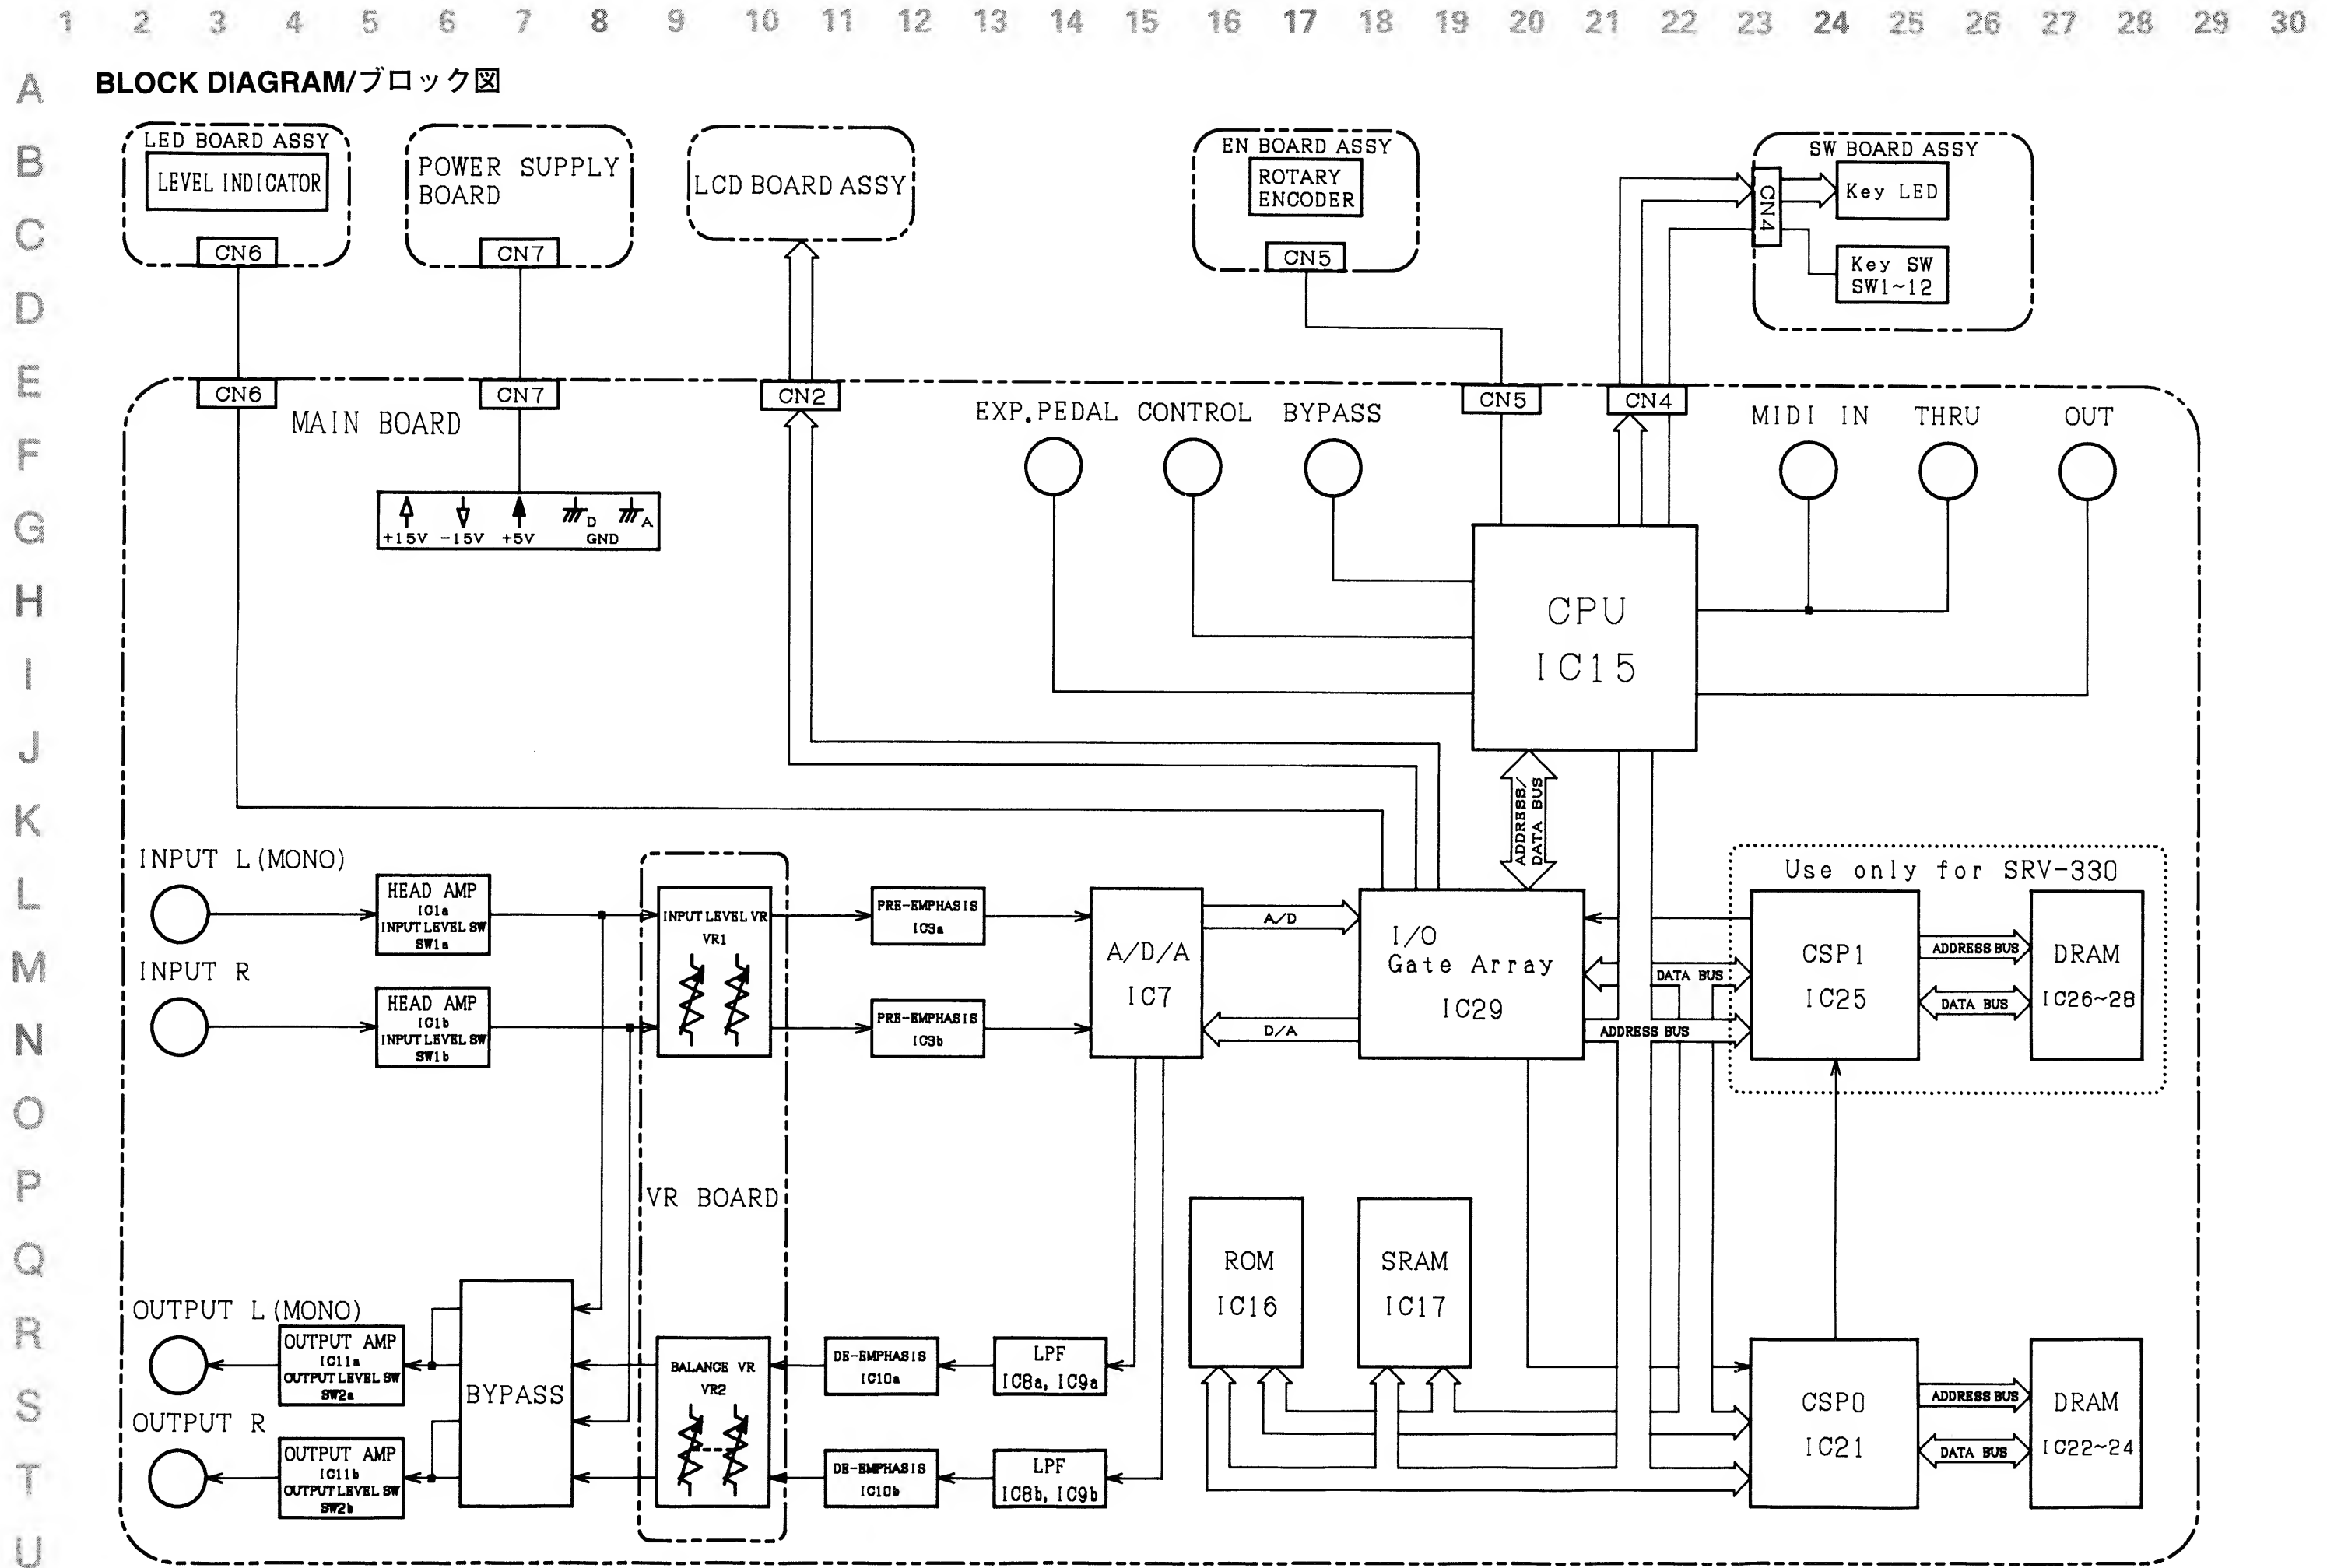 1 2 3 4 5 6 7 8 9 10 11 12 13 14 15 16 17 18 19 20 21 22 23 24 25 26 27 28 29 30
A
B
C
D
E
F
G
H
I
J
K
L
M
N
O
P
Q
R
S
T
U
BLOCK DIAGRAM/ブロック図
LED BOARD ASSY
LEVEL INDICATOR
CN6
POWER SUPPLY
BOARD
CN7
LCD BOARD ASSY
EN BOARD ASSY
ROTARY
ENCODER
CN5
SW BOARD ASSY
CN4
Key LED
Key SW
SW1~12
CN6
CN7
CN2
CN5
CN4
MAIN BOARD
EXP.PEDAL CONTROL BYPASS
MIDI IN THRU OUT
+15V -15V +5V
D
GND
A
CPU
IC15
ADDRESS/
DATA BUS
INPUT L(MONO)
HEAD AMP
IC1a
INPUT LEVEL SW
SW1a
INPUT R
HEAD AMP
IC1b
INPUT LEVEL SW
SW1b
INPUT LEVEL VR
VR1
PRE-EMPHASIS
IC3a
PRE-EMPHASIS
IC3b
A/D/A
IC7
A/D
D/A
I/O
Gate Array
IC29
DATA BUS
ADDRESS BUS
Use only for SRV-330
CSP1
IC25
ADDRESS BUS
DATA BUS
DRAM
IC26~28
VR BOARD
ROM
IC16
SRAM
IC17
OUTPUT L(MONO)
OUTPUT AMP
IC11a
OUTPUT LEVEL SW
SW2a
OUTPUT R
OUTPUT AMP
IC11b
OUTPUT LEVEL SW
SW2b
BYPASS
BALANCE VR
VR2
DE-EMPHASIS
IC10a
DE-EMPHASIS
IC10b
LPF
IC8a, IC9a
LPF
IC8b, IC9b
CSP0
IC21
ADDRESS BUS
DATA BUS
DRAM
IC22~24